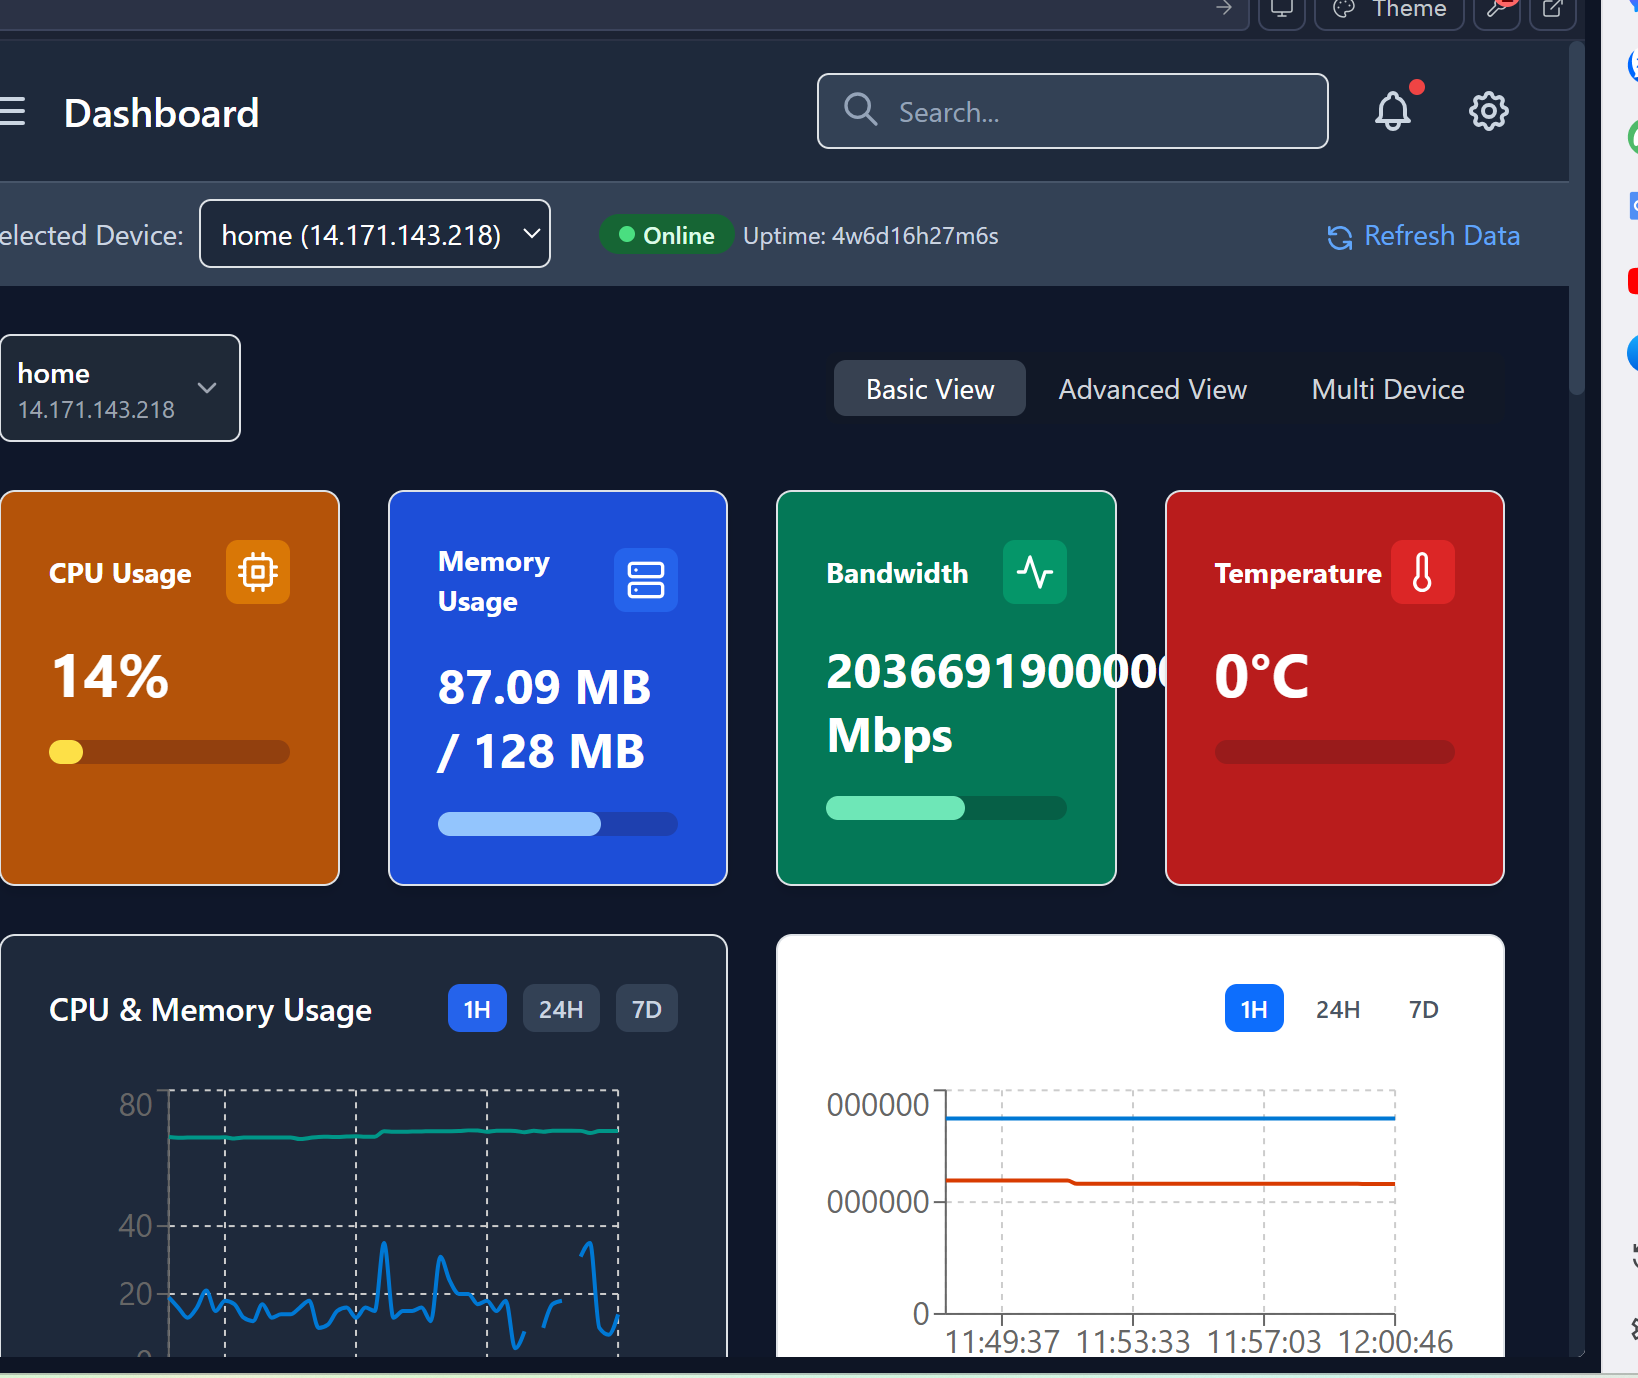 Theme
Dashboard
Search...
elected Device:
home (14.171.143.218)
Online
Uptime: 4w6d16h27m6s
Refresh Data
home
14.171.143.218
Basic View
Advanced View
Multi Device
CPU Usage
14%
Memory
Usage
87.09 MB
/ 128 MB
Bandwidth
2036691900000
Mbps
Temperature
0°C
CPU & Memory Usage
1H
24H
7D
80
40
20
0
1H
24H
7D
000000
000000
0
11:49:37
11:53:33
11:57:03
12:00:46